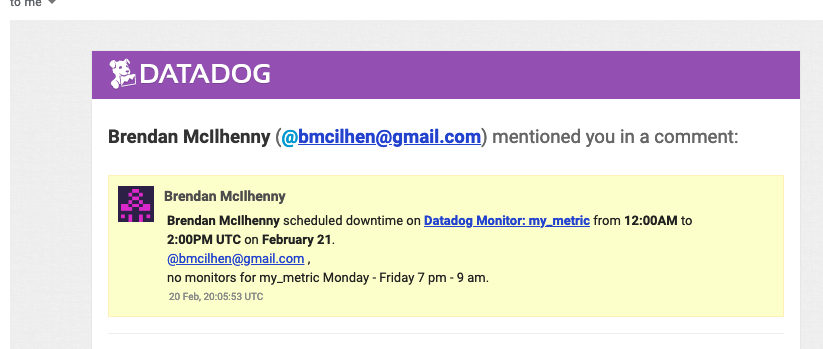 to me
DATADOG
Brendan McIlhenny (@bmcilhen@gmail.com) mentioned you in a comment:
Brendan McIlhenny
Brendan McIlhenny scheduled downtime on Datadog Monitor: my_metric from 12:00AM to
2:00PM UTC on February 21.
@bmcilhen@gmail.com ,
no monitors for my_metric Monday - Friday 7 pm - 9 am.
20 Feb, 20:05:53 UTC